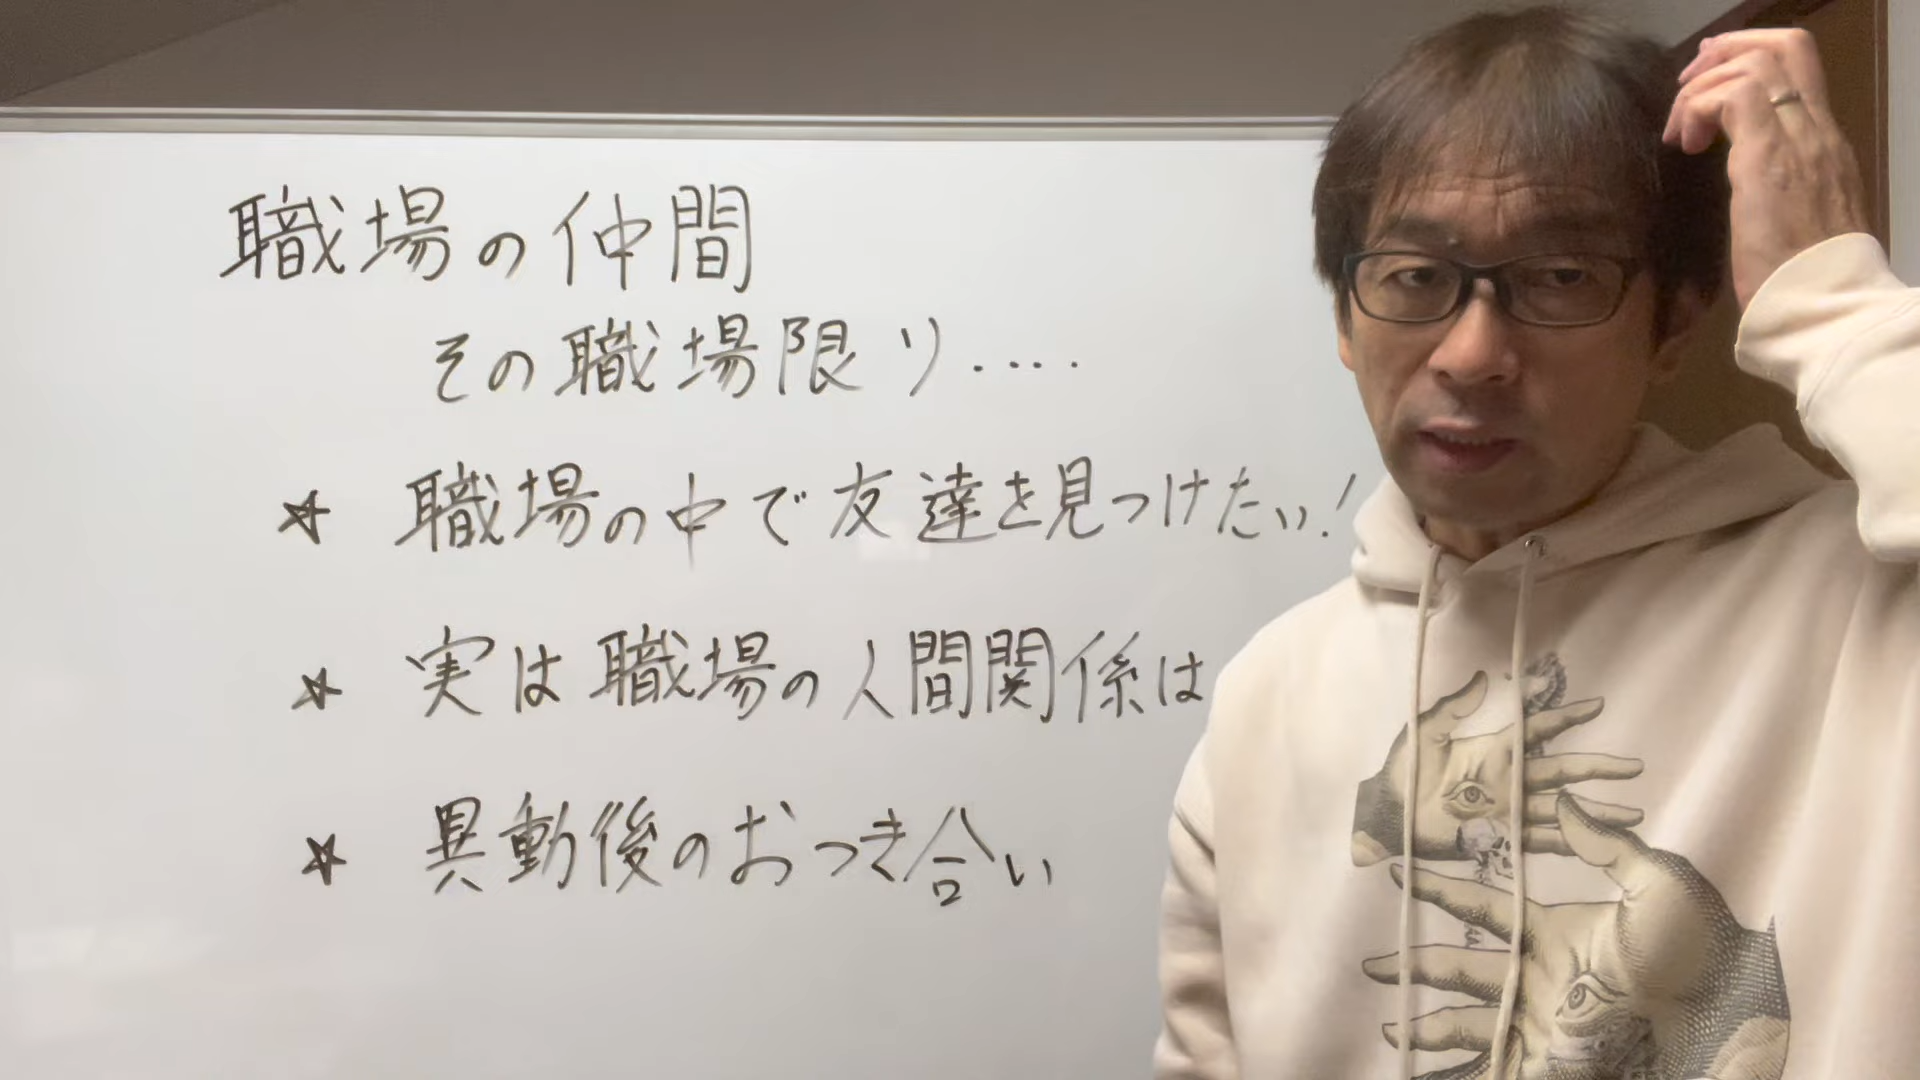 職場の仲間
その職場限り....
☆ 職場の中で友達を見つけたい!
☆ 実は職場の人間関係は
☆ 異動後のおつき合い